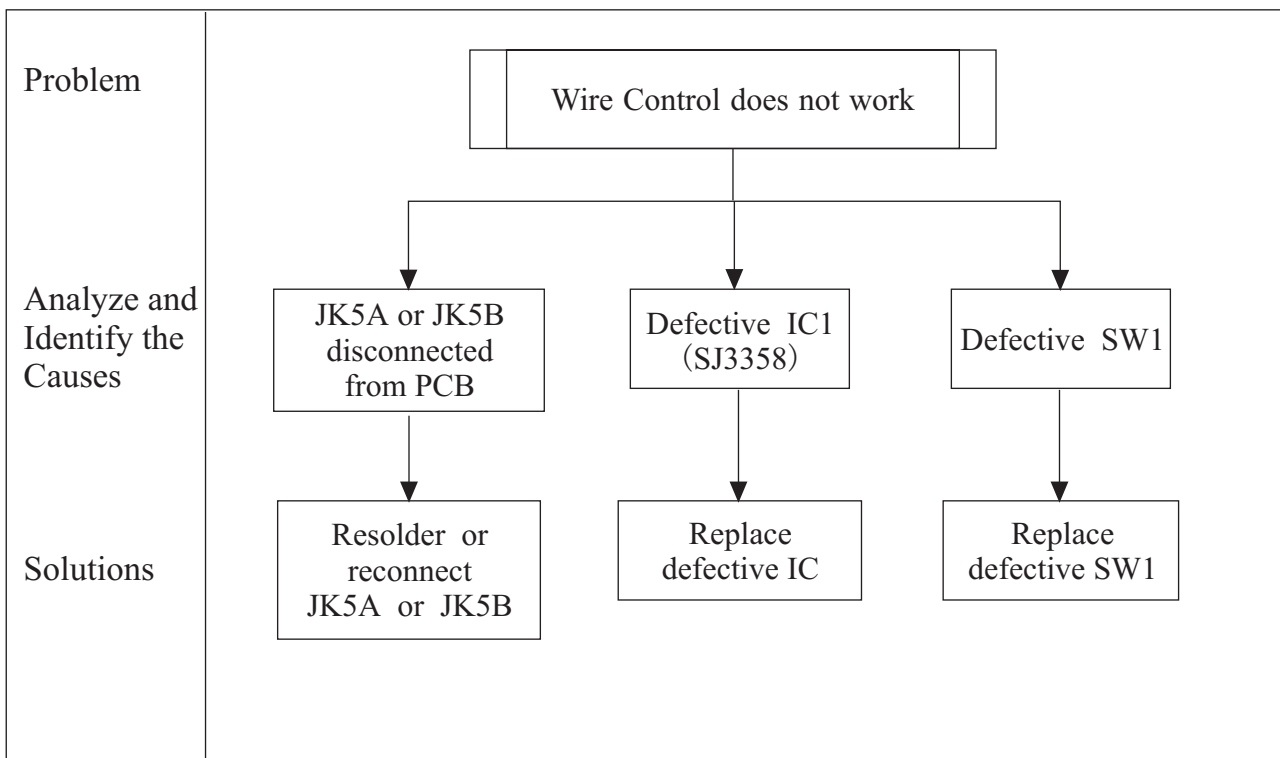 Problem
Wire Control does not work
Analyze and
Identify the
Causes
JK5A or JK5B
disconnected
from PCB
Defective IC1
（SJ3358）
Defective SW1
Solutions
Resolder or
reconnect
JK5A or JK5B
Replace
defective IC
Replace
defective SW1